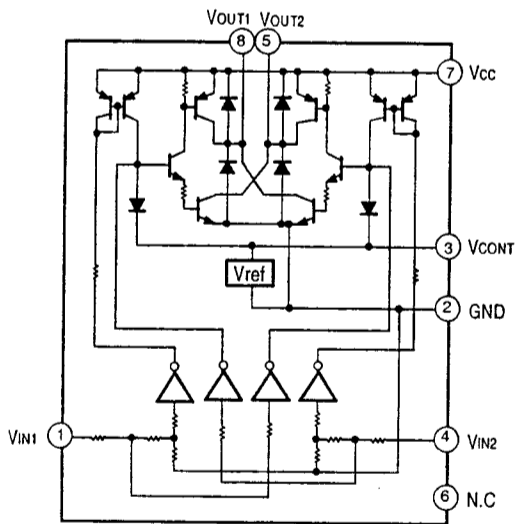 VOUT1 VOUT2
8 5
7 VCC
3 VCONT
Vref
2 GND
VIN1 1
4 VIN2
6 N.C